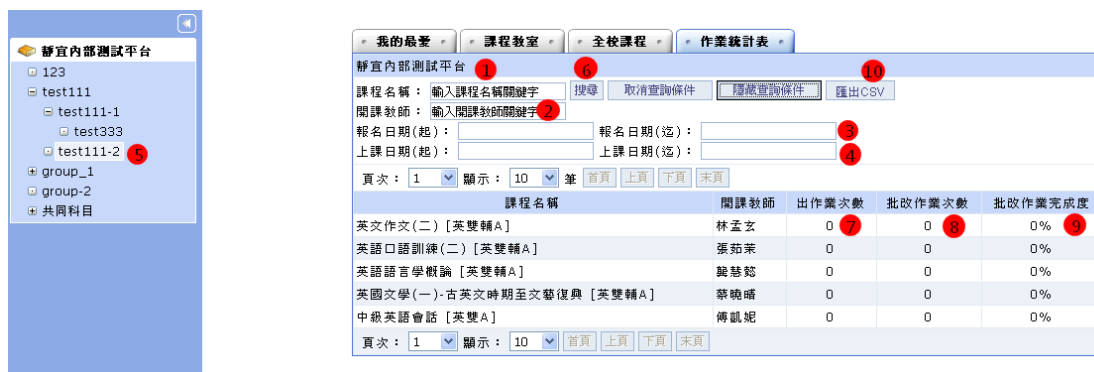 靜宜內部測試平台
123
test111
test111-1
test333
test111-2 5
group_1
group-2
共同科目
我的最愛 課程教室 全校課程 作業統計表
靜宜內部測試平台 1 6 10
課程名稱： 輸入課程名稱關鍵字 搜尋 取消查詢條件 隱藏查詢條件 匯出CSV
開課教師： 輸入開課教師關鍵字 2
報名日期(起)： 報名日期(迄)： 3
上課日期(起)： 上課日期(迄)： 4
頁次： 1 顯示： 10 筆 首頁 上頁 下頁 末頁
課程名稱 開課教師 出作業次數 批改作業次數 批改作業完成度
英文作文(二) [英雙輔A] 林孟玄 0 7 0 8 0% 9
英語口語訓練(二) [英雙輔A] 張茹茉 0 0 0%
英語語言學概論 [英雙輔A] 龔慧懿 0 0 0%
英國文學(一)-古英文時期至文藝復興 [英雙輔A] 蔡曉晴 0 0 0%
中級英語會話 [英雙A] 傅凱妮 0 0 0%
頁次： 1 顯示： 10 筆 首頁 上頁 下頁 末頁